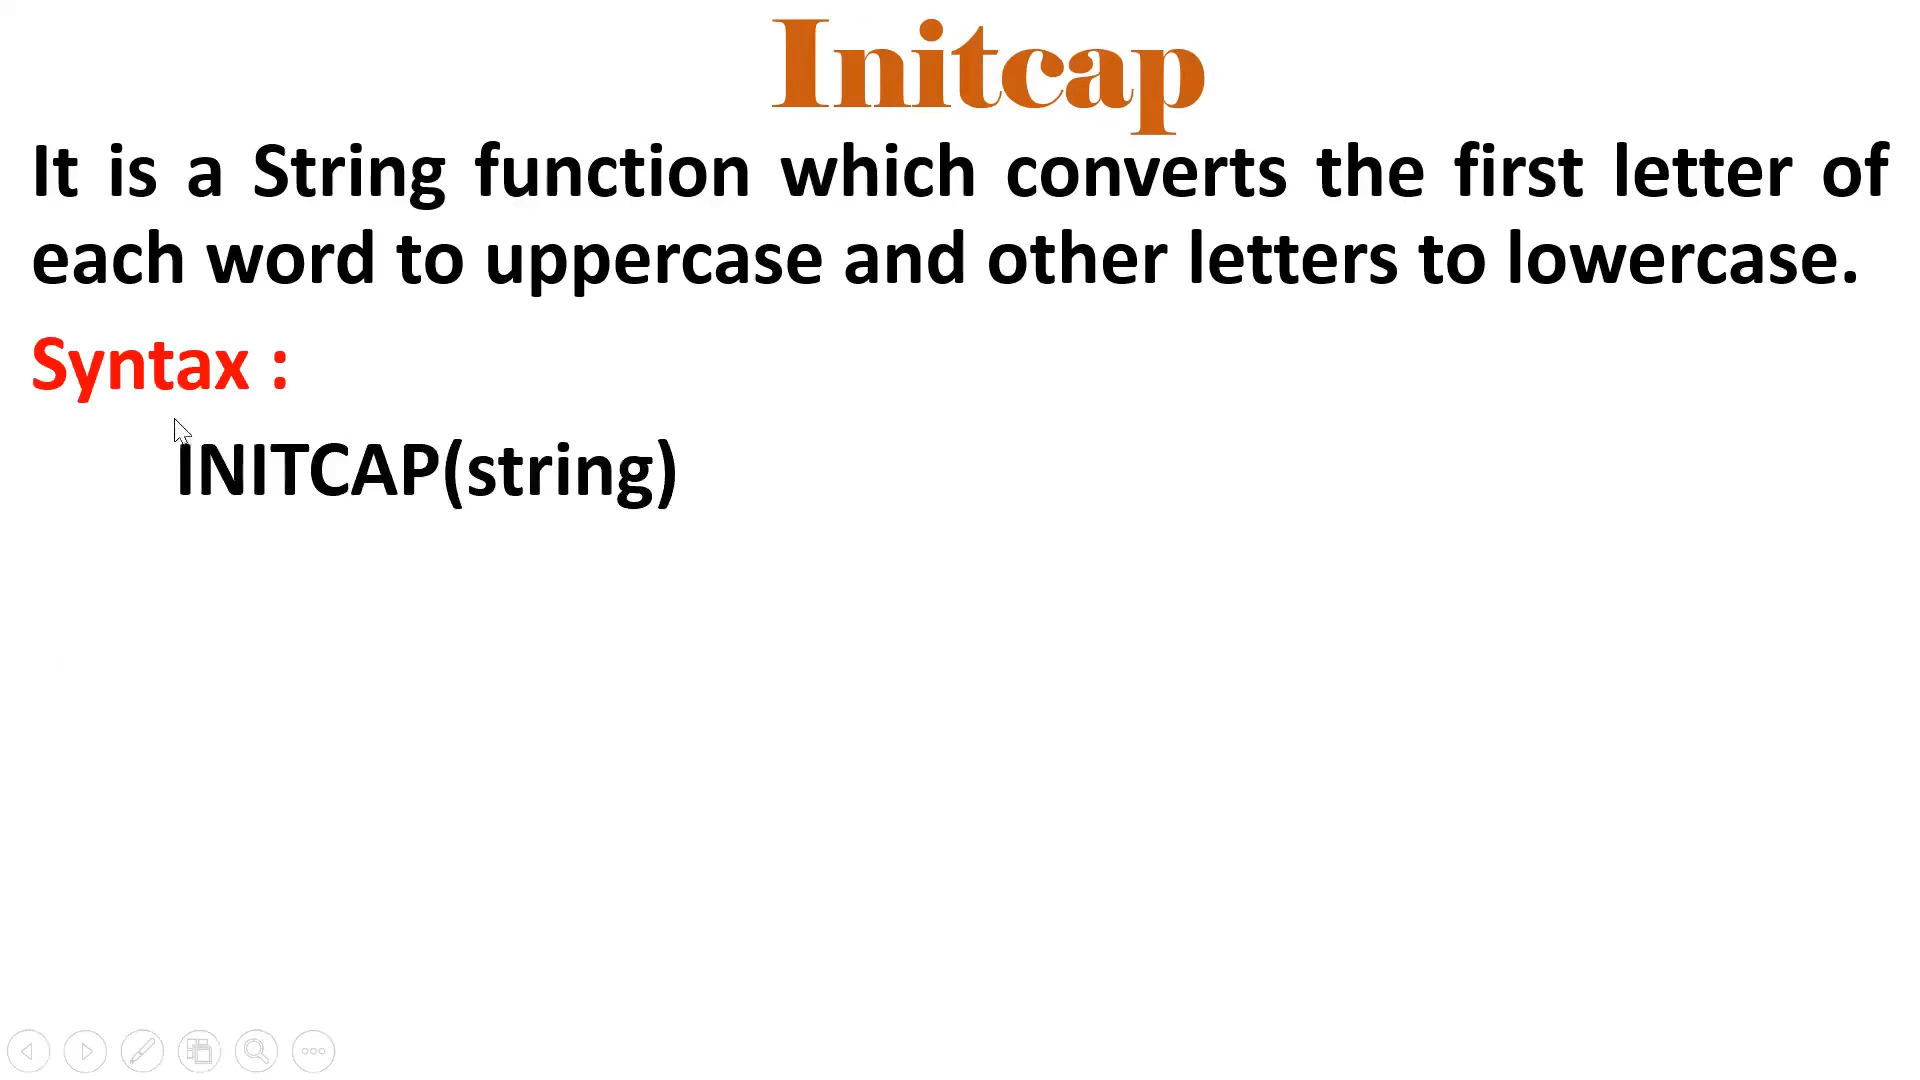 Initcap
It is a String function which converts the first letter of
each word to uppercase and other letters to lowercase.
Syntax :
INITCAP(string)